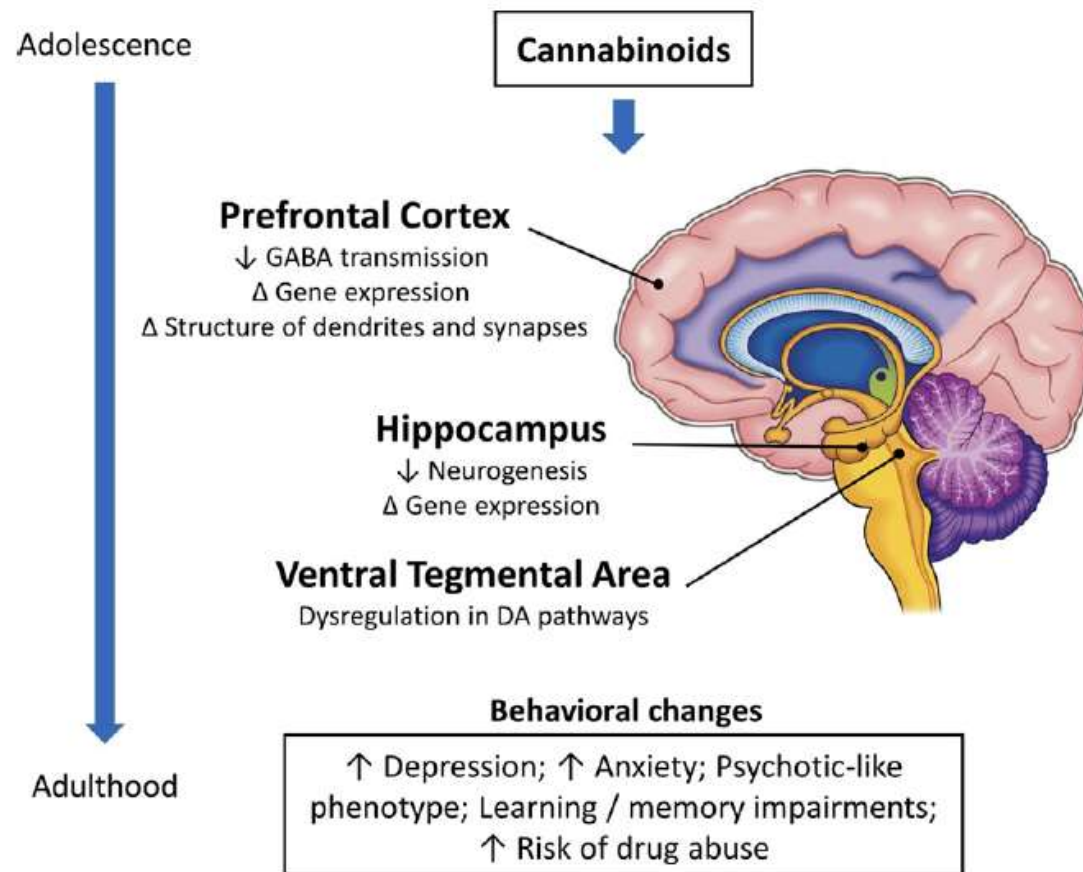 Adolescence
Cannabinoids
Prefrontal Cortex
↓ GABA transmission
Δ Gene expression
Δ Structure of dendrites and synapses
Hippocampus
↓ Neurogenesis
Δ Gene expression
Ventral Tegmental Area
Dysregulation in DA pathways
Behavioral changes
Adulthood
↑ Depression; ↑ Anxiety; Psychotic-like
phenotype; Learning / memory impairments;
↑ Risk of drug abuse